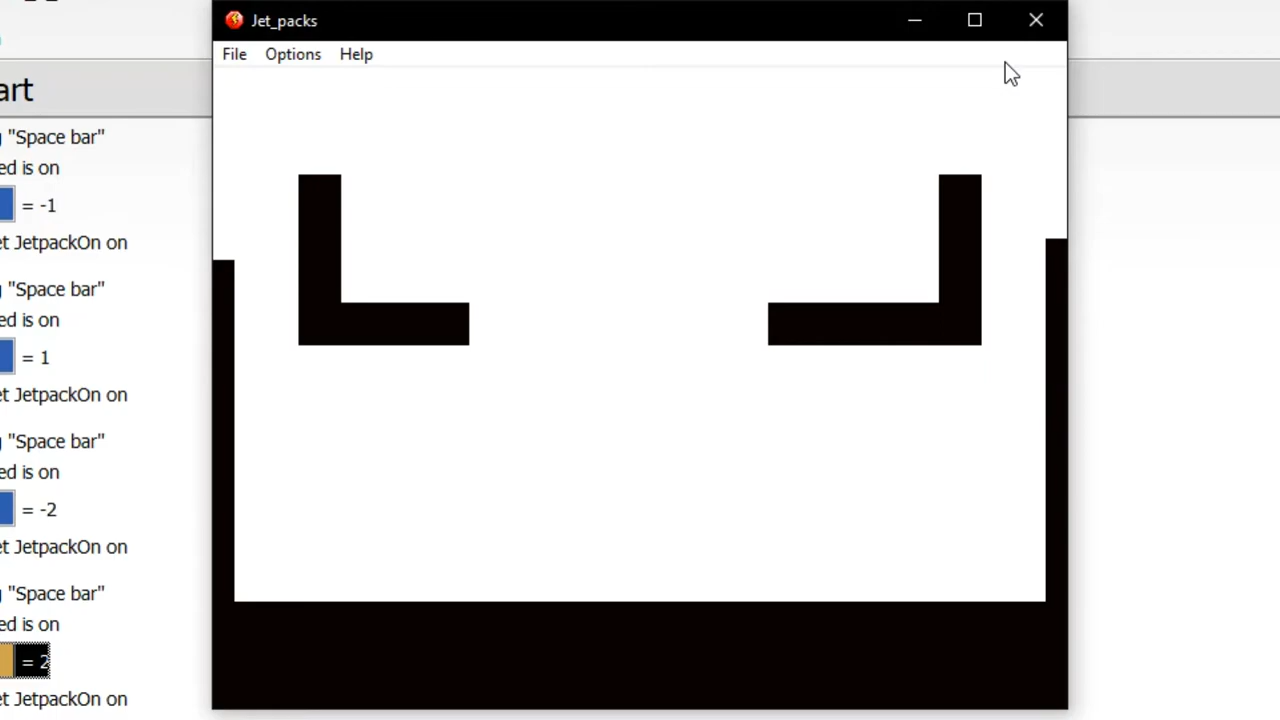 Jet_packs
File Options Help
art
"Space bar"
ed is on
= -1
et JetpackOn on
"Space bar"
ed is on
= 1
et JetpackOn on
"Space bar"
ed is on
= -2
et JetpackOn on
"Space bar"
ed is on
= 2
et JetpackOn on